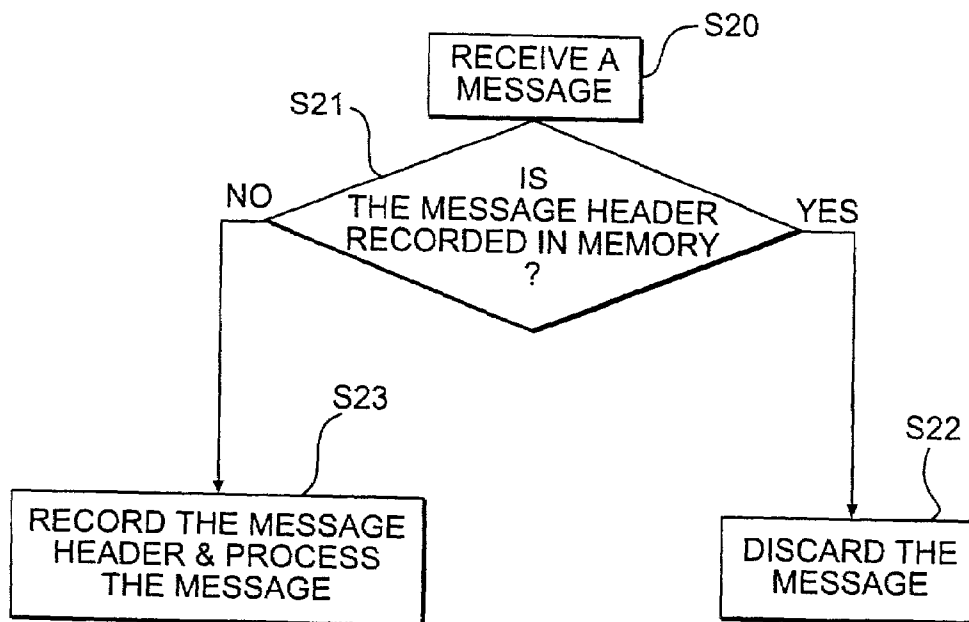 S20
RECEIVE A
MESSAGE
S21
IS
THE MESSAGE HEADER
RECORDED IN MEMORY
?
NO
YES
S23
RECORD THE MESSAGE
HEADER & PROCESS
THE MESSAGE
S22
DISCARD THE
MESSAGE